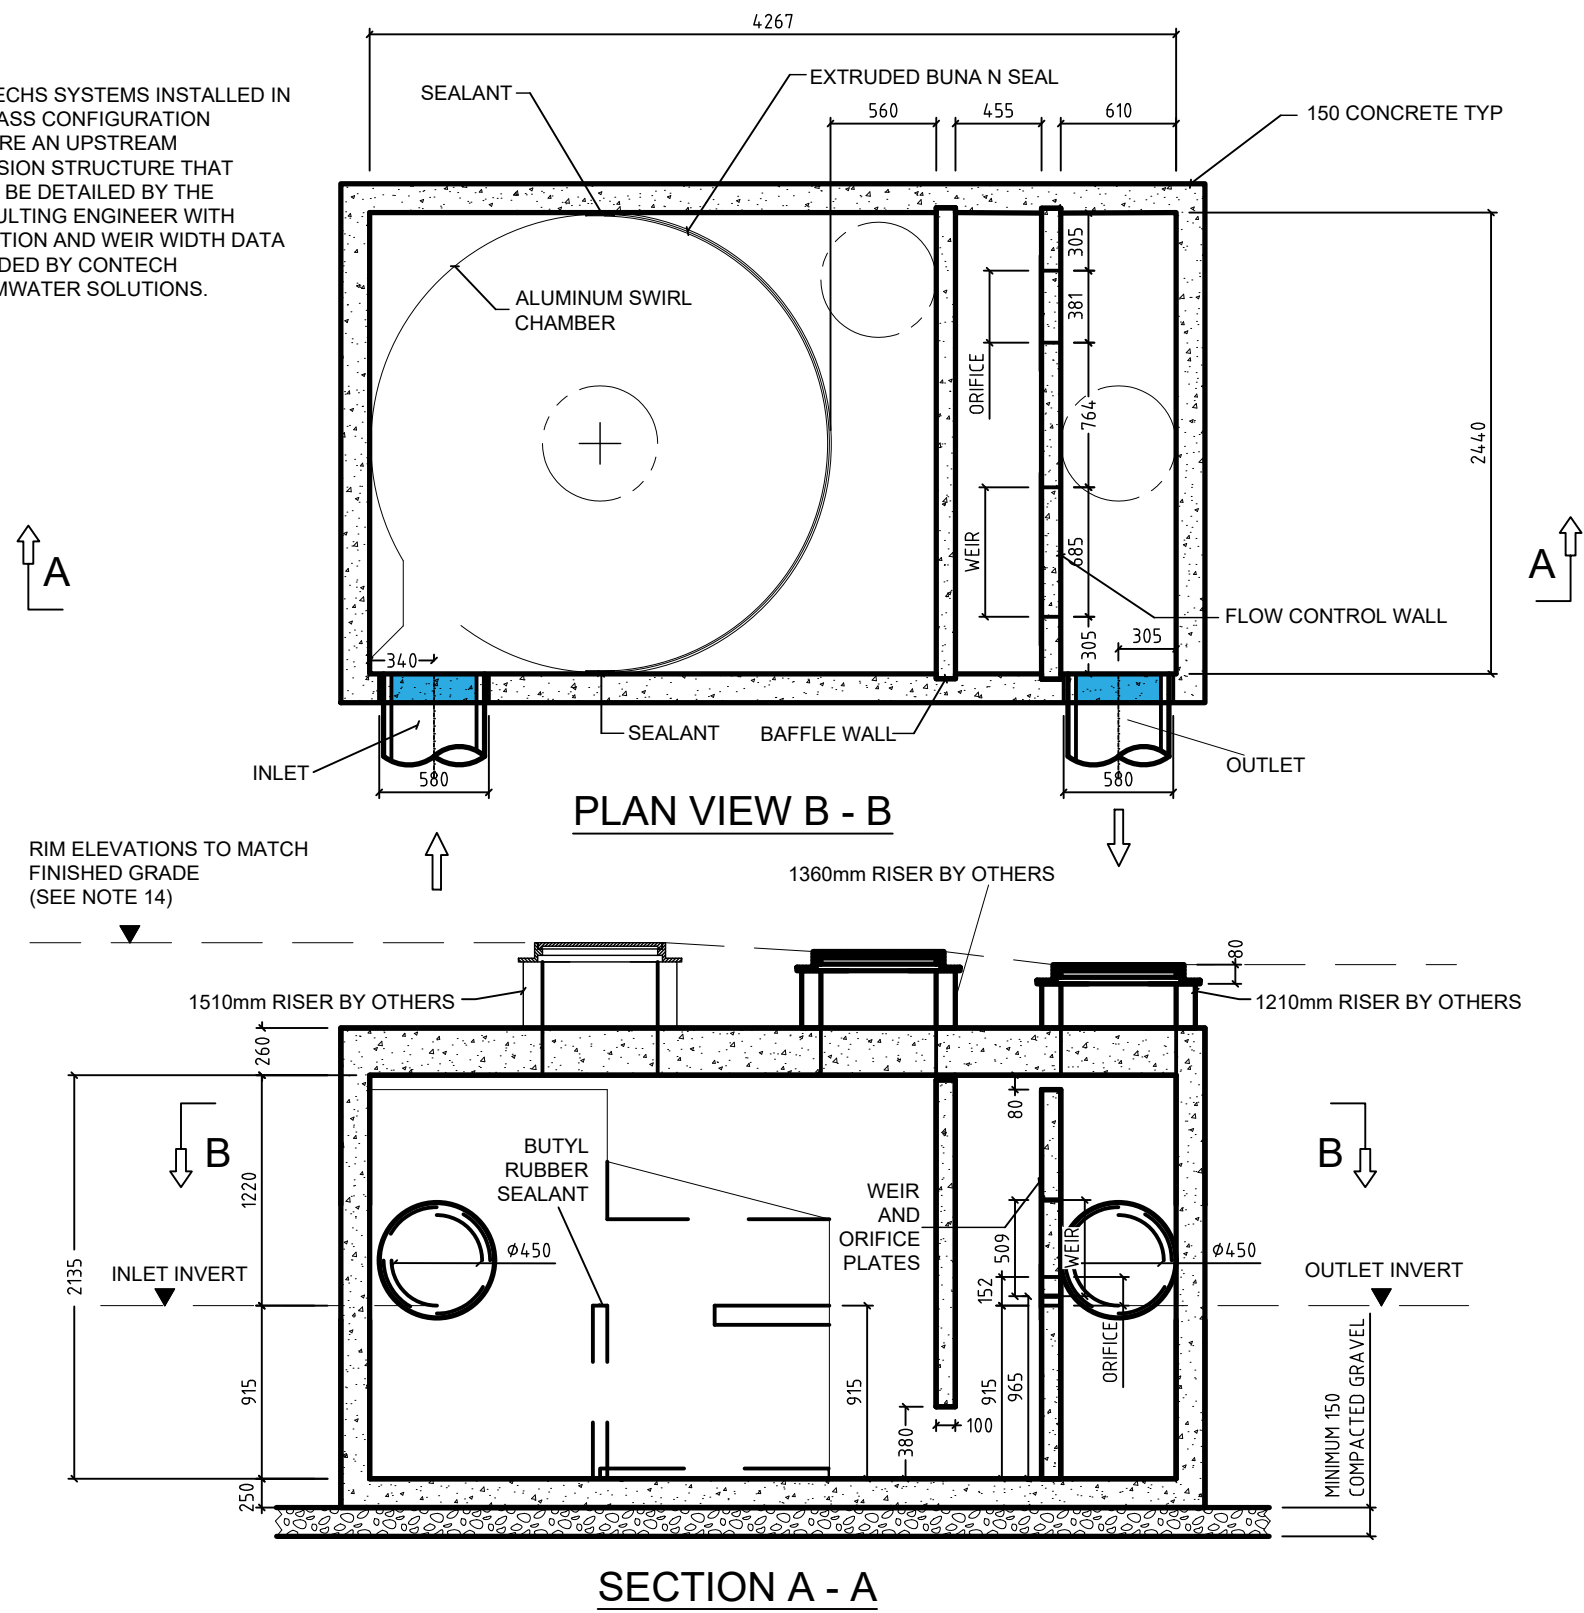 4267
ECHS SYSTEMS INSTALLED IN
ASS CONFIGURATION
RE AN UPSTREAM
SION STRUCTURE THAT
BE DETAILED BY THE
ULTING ENGINEER WITH
TION AND WEIR WIDTH DATA
DED BY CONTECH
MWATER SOLUTIONS.
SEALANT
EXTRUDED BUNA N SEAL
560
455
610
150 CONCRETE TYP
ALUMINUM SWIRL
CHAMBER
305
381
ORIFICE
764
2440
WEIR
685
A
A
FLOW CONTROL WALL
305
305
340
SEALANT
BAFFLE WALL
INLET
580
OUTLET
580
PLAN VIEW B - B
RIM ELEVATIONS TO MATCH
FINISHED GRADE
(SEE NOTE 14)
1360mm RISER BY OTHERS
80
1510mm RISER BY OTHERS
1210mm RISER BY OTHERS
260
80
B
B
BUTYL
RUBBER
SEALANT
1220
WEIR
AND
ORIFICE
PLATES
509
WEIR
Ø450
Ø450
2135
INLET INVERT
152
OUTLET INVERT
ORIFICE
915
915
915
965
380
100
MINIMUM 150
COMPACTED GRAVEL
250
SECTION A - A